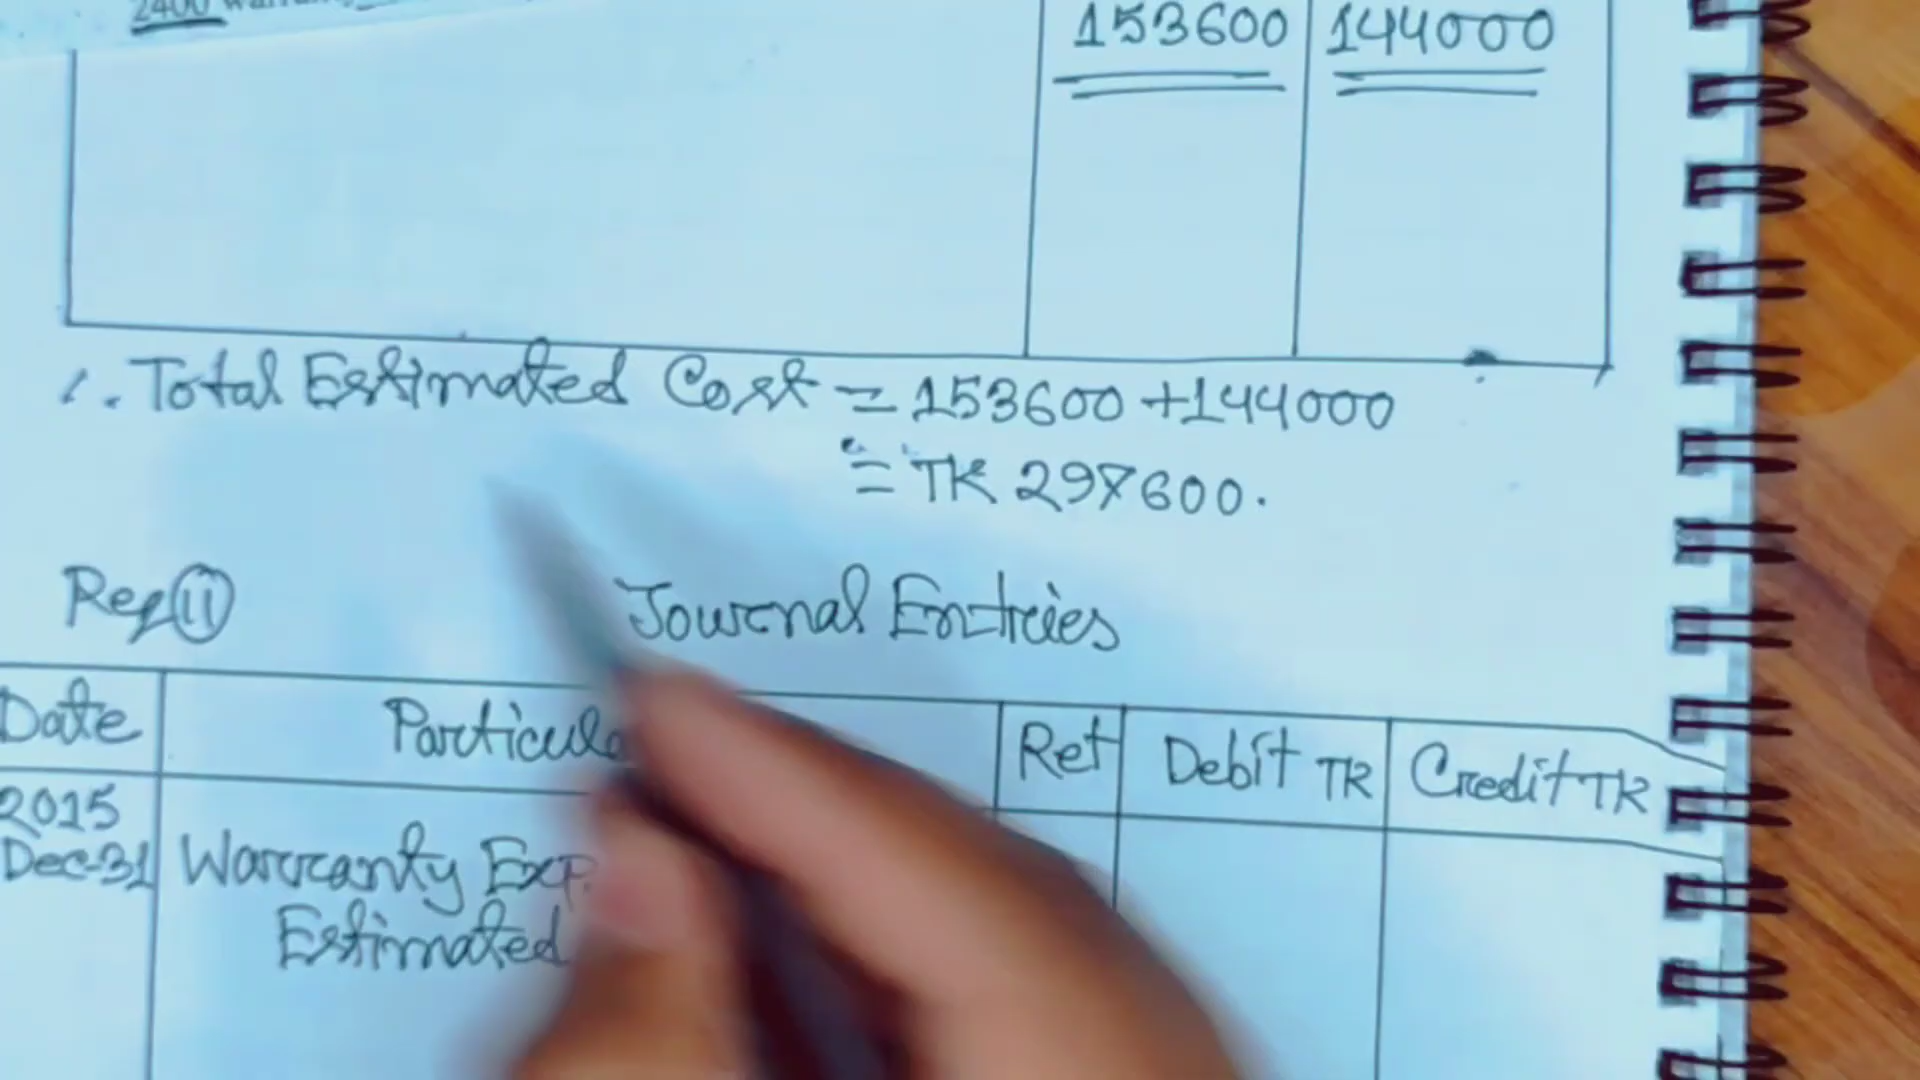 2400
153600 144000
∴ Total Estimated Cost = 153600 + 144000
= TK 297600.
Req (ii) Journal Entries
Date Particula Ref Debit TK Credit TK
2015
Dec-31 Warranty Exp.
Estimated